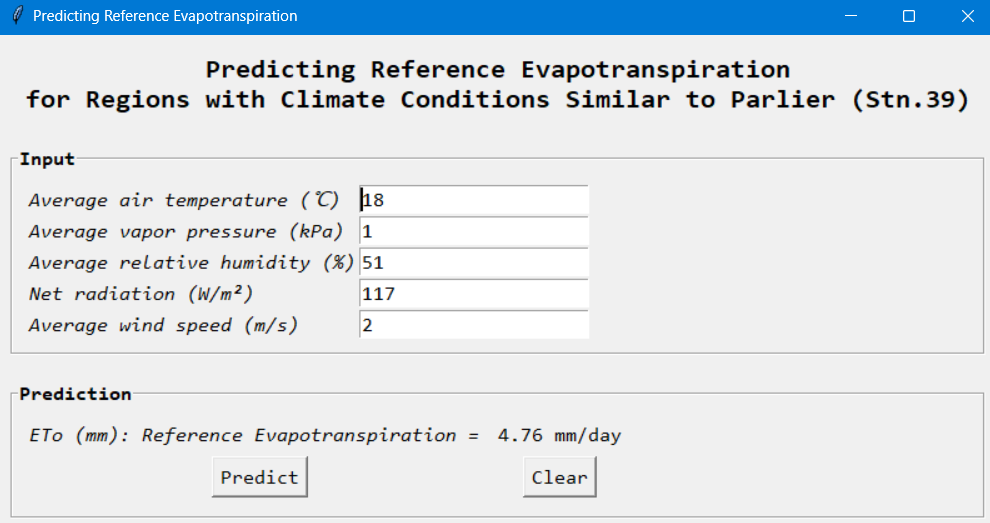 Predicting Reference Evapotranspiration
Predicting Reference Evapotranspiration
for Regions with Climate Conditions Similar to Parlier (Stn.39)
Input
Average air temperature (℃) 18
Average vapor pressure (kPa) 1
Average relative humidity (%) 51
Net radiation (W/m²) 117
Average wind speed (m/s) 2
Prediction
ETo (mm): Reference Evapotranspiration = 4.76 mm/day
Predict Clear